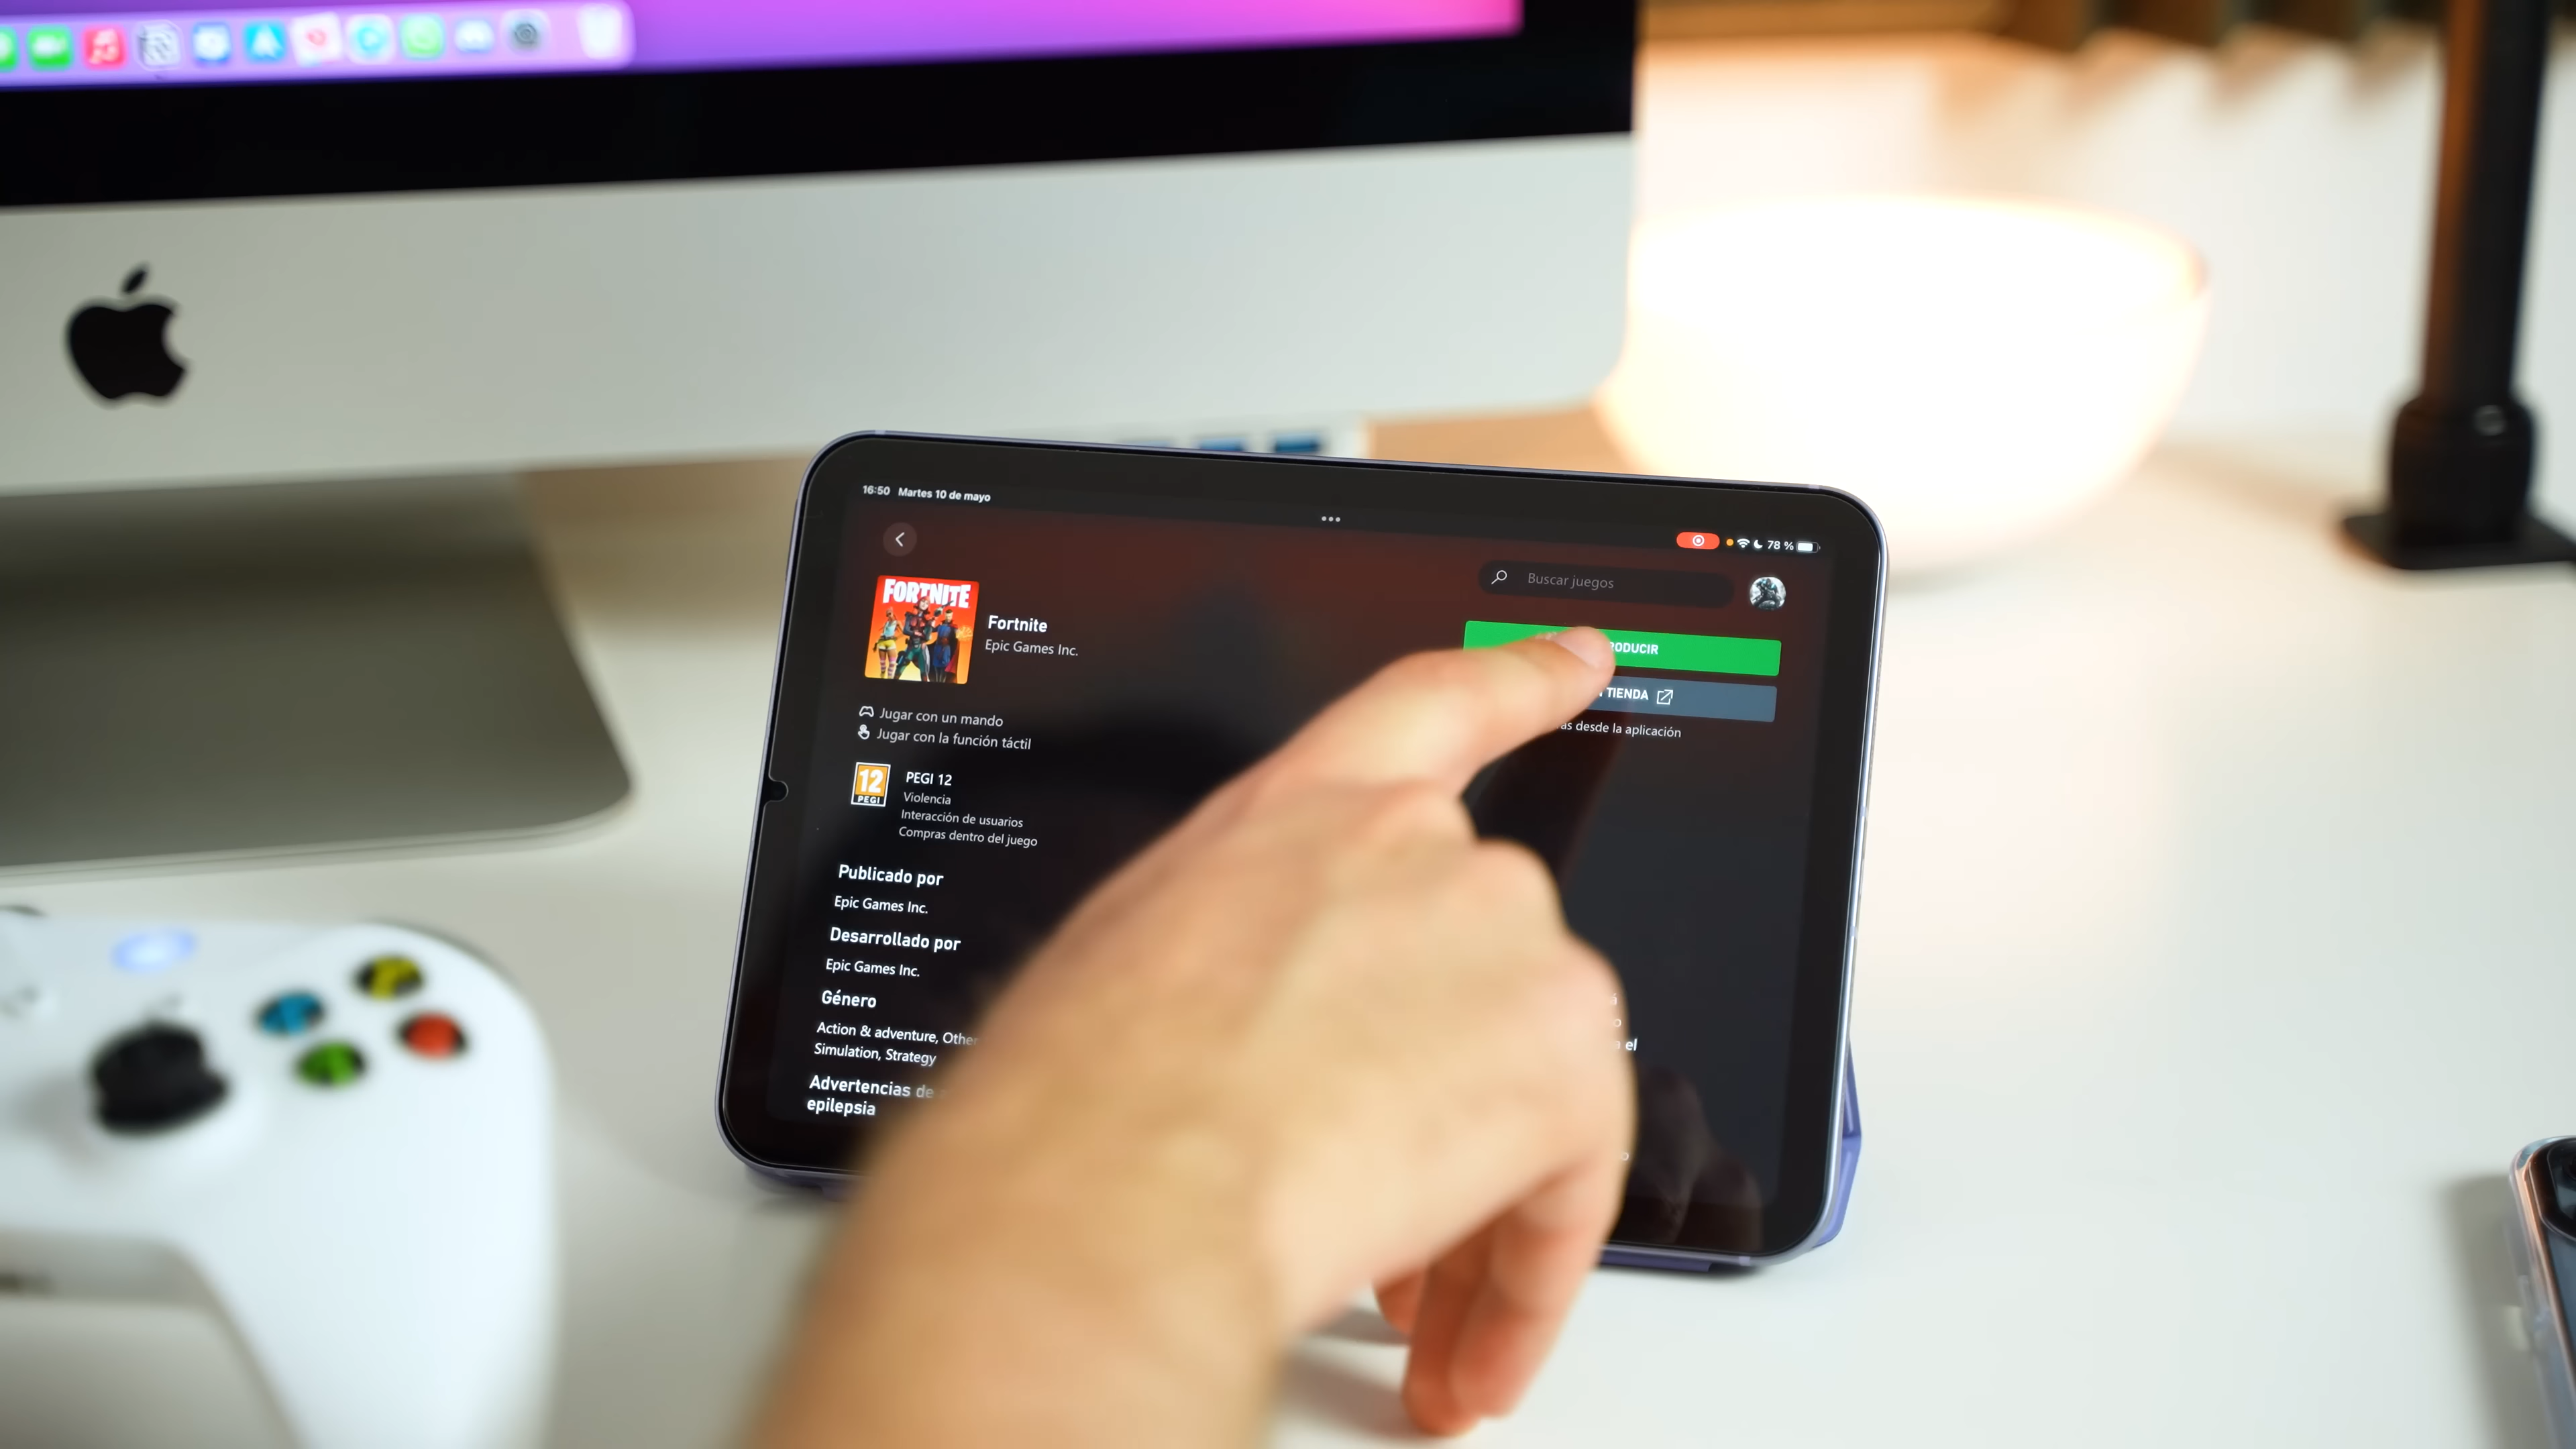 16:50 Martes 10 de mayo
78 %
Buscar juegos
FORTNITE
Fortnite
Epic Games Inc.
TIENDA
desde la aplicación
Jugar con un mando
Jugar con la función táctil
12
PEGI
PEGI 12
Violencia
Interacción de usuarios
Compras dentro del juego
Publicado por
Epic Games Inc.
Desarrollado por
Epic Games Inc.
Género
Action & adventure, Other
Simulation, Strategy
Advertencias de
epilepsia
el